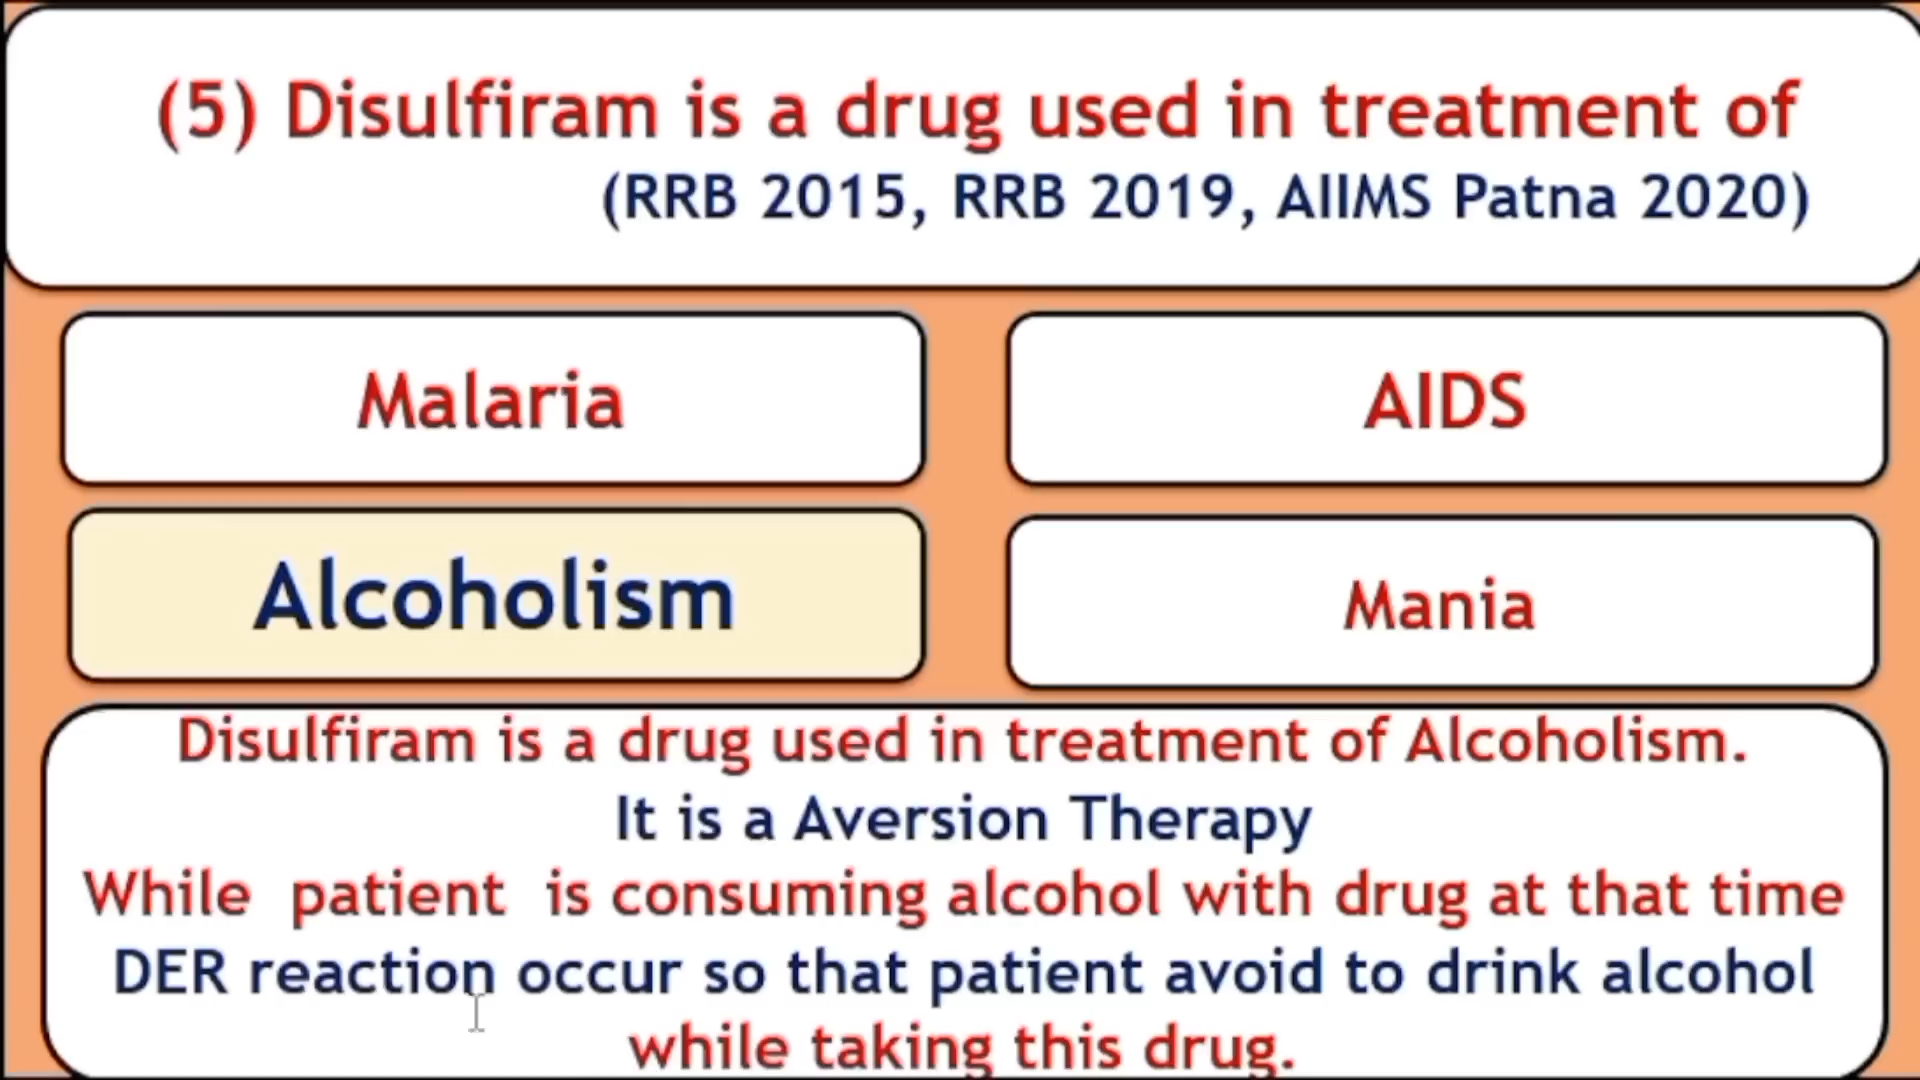 (5) Disulfiram is a drug used in treatment of
(RRB 2015, RRB 2019, AIIMS Patna 2020)
Malaria
AIDS
Alcoholism
Mania
Disulfiram is a drug used in treatment of Alcoholism.
It is a Aversion Therapy
While patient is consuming alcohol with drug at that time
DER reaction occur so that patient avoid to drink alcohol
while taking this drug.